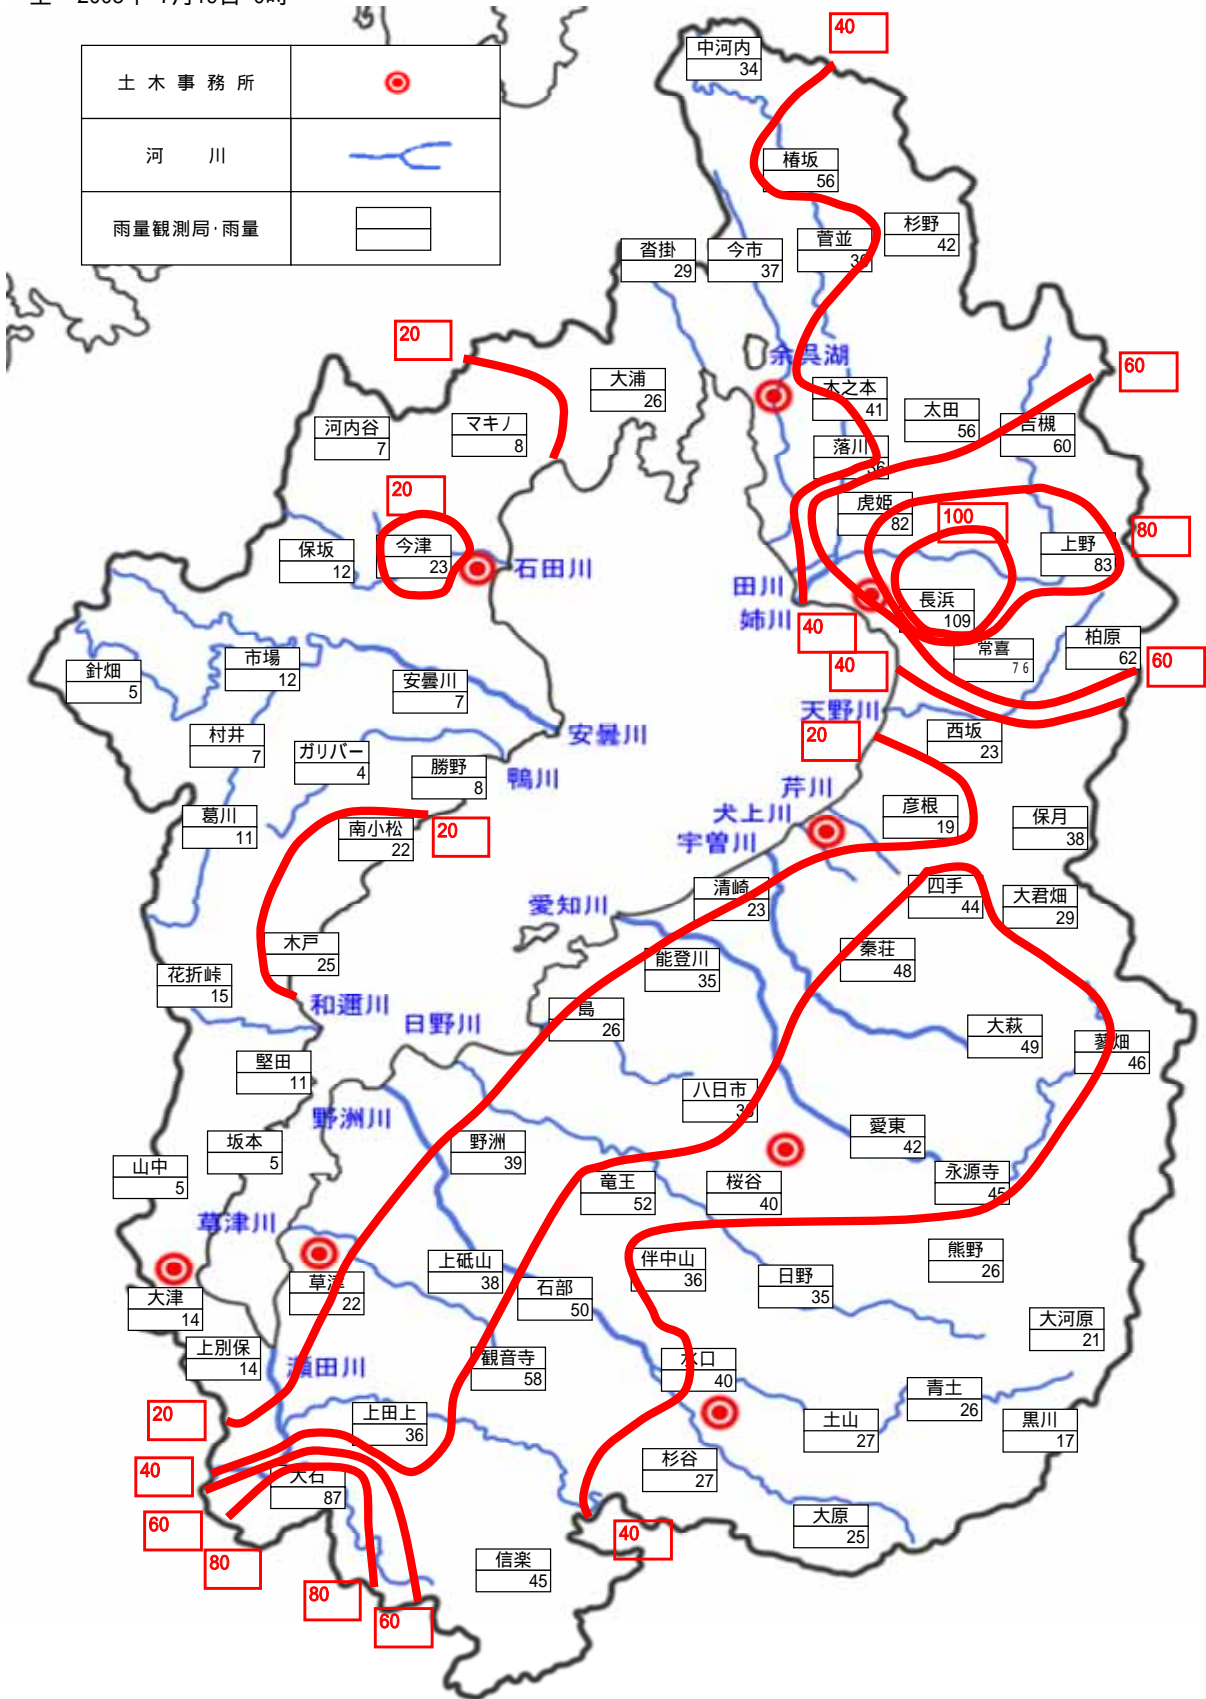 土木事務所
河川
雨量観測局･雨量
40
中河内
34
椿坂
56
杉野
42
菅並
沓掛
29
今市
37
20
余呉湖
60
大浦
26
木之本
41
太田
56
吉槻
60
河内谷
7
マキノ
8
落川
20
虎姫
82
100
80
上野
83
保坂
12
今津
23
石田川
田川
姉川
長浜
109
40
常喜
76
柏原
62
60
40
針畑
5
市場
12
安曇川
7
天野川
20
西坂
23
村井
7
ガリバー
4
安曇川
勝野
8
鴨川
芹川
犬上川
宇曽川
彦根
19
保月
38
葛川
11
南小松
22
20
清崎
23
四手
44
大君畑
29
愛知川
木戸
25
能登川
35
秦荘
48
花折峠
15
和邇川
日野川
島
26
大萩
49
蓼畑
46
堅田
11
八日市
野洲川
愛東
42
坂本
5
野洲
39
山中
5
竜王
52
桜谷
40
永源寺
45
草津川
上砥山
38
伴中山
36
熊野
26
日野
35
草津
22
石部
50
大津
14
大河原
21
上別保
14
瀬田川
観音寺
58
水口
40
青土
26
20
上田上
36
土山
27
黒川
17
40
大石
87
杉谷
27
60
大原
25
80
40
信楽
45
80
60